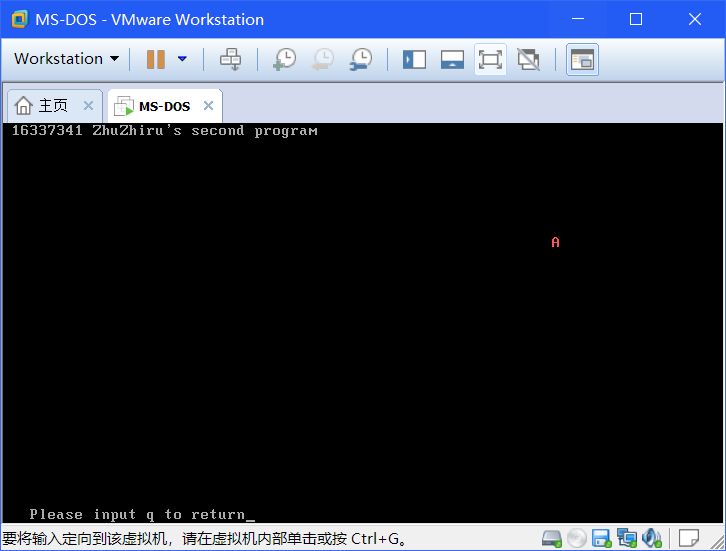 MS-DOS - VMware Workstation
Workstation
主页 MS-DOS
16337341 ZhuZhiru's second program
A
Please input q to return_
要将输入定向到该虚拟机，请在虚拟机内部单击或按 Ctrl+G。